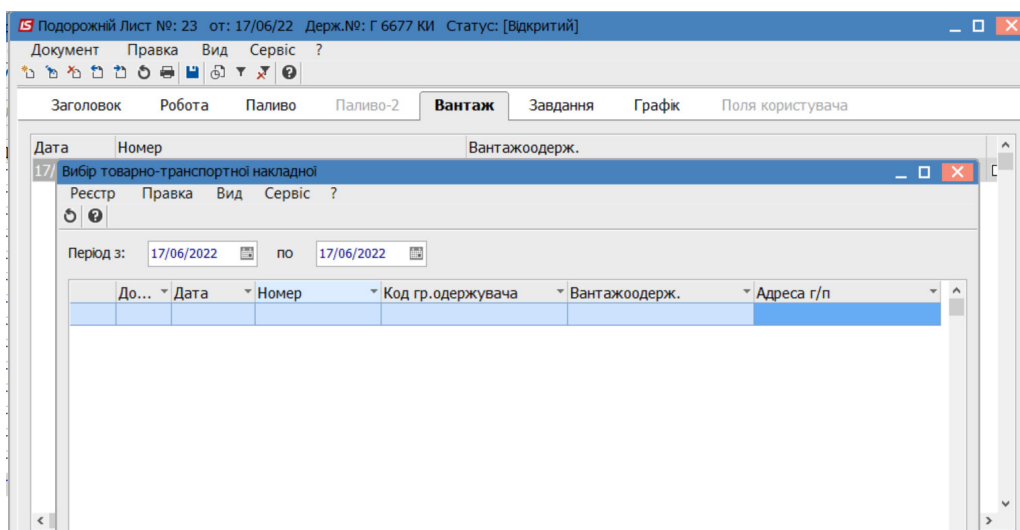 Подорожній Лист №: 23 от: 17/06/22 Держ.№: Г 6677 КИ Статус: [Відкритий]
Документ Правка Вид Сервіс ?
Заголовок Робота Паливо Паливо-2 Вантаж Завдання Графік Поля користувача
Дата Номер Вантажоодерж.
17/
Вибір товарно-транспортної накладної
Реєстр Правка Вид Сервіс ?
Період з: 17/06/2022 по 17/06/2022
До... Дата Номер Код гр.одержувача Вантажоодерж. Адреса г/п